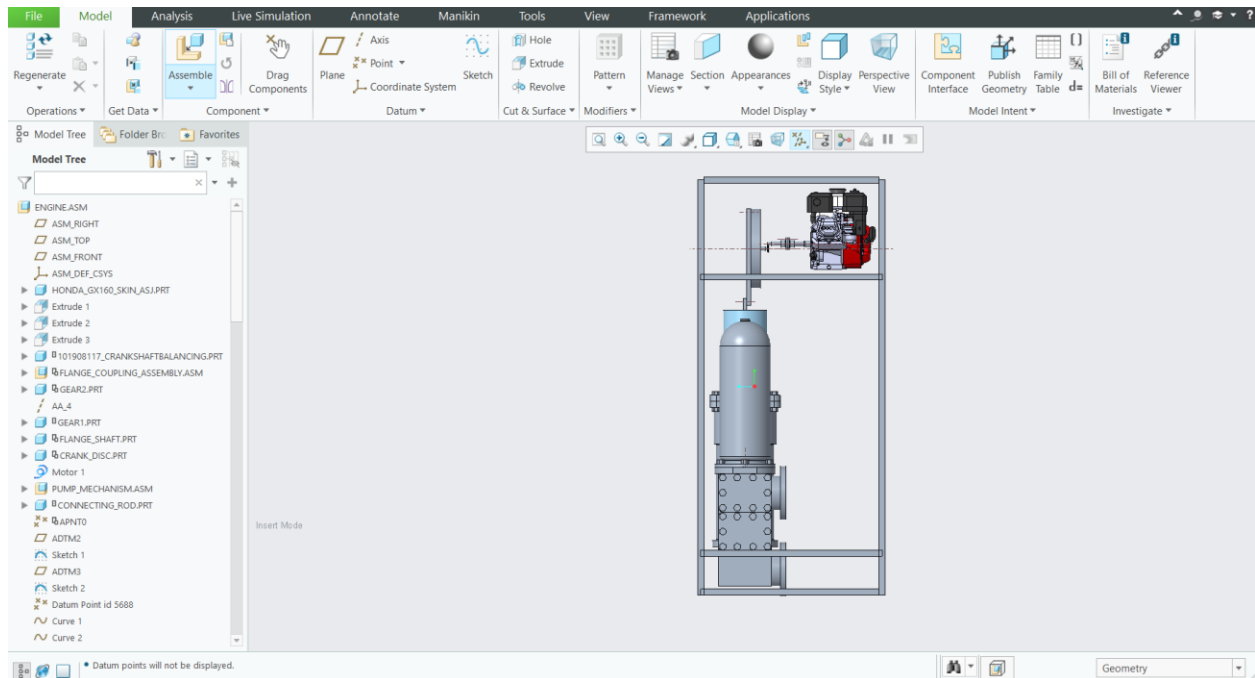 File Model Analysis Live Simulation Annotate Manikin Tools View Framework Applications
Regenerate
Operations
Get Data
Assemble
Drag
Components
Component
Plane
Axis
Point
Coordinate System
Sketch
Datum
Hole
Extrude
Revolve
Cut & Surface
Pattern
Modifiers
Manage
Views
Section
Appearances
Display
Style
Perspective
View
Model Display
Component
Interface
Publish
Geometry
Family
Table
d=
Model Intent
Bill of
Materials
Reference
Viewer
Investigate
Model Tree Folder Brc Favorites
Model Tree
ENGINE.ASM
ASM_RIGHT
ASM_TOP
ASM_FRONT
ASM_DEF_CSYS
HONDA_GX160_SKIN_ASJ.PRT
Extrude 1
Extrude 2
Extrude 3
101908117_CRANKSHAFTBALANCING.PRT
FLANGE_COUPLING_ASSEMBLY.ASM
GEAR2.PRT
AA_4
GEAR1.PRT
FLANGE_SHAFT.PRT
CRANK_DISC.PRT
Motor 1
PUMP_MECHANISM.ASM
CONNECTING_ROD.PRT
APNT0
ADTM2
Sketch 1
ADTM3
Sketch 2
Datum Point id 5688
Curve 1
Curve 2
Insert Mode
• Datum points will not be displayed.
Geometry